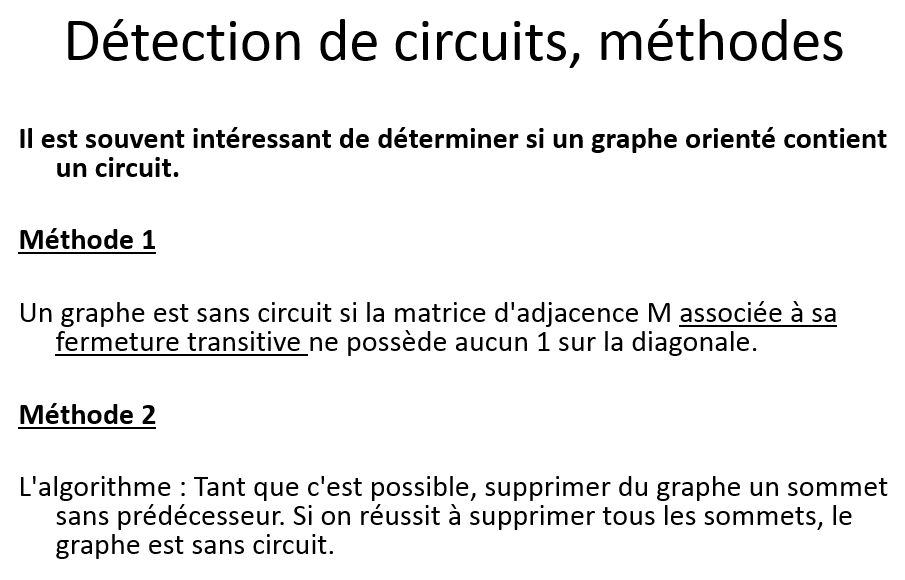 Détection de circuits, méthodes
Il est souvent intéressant de déterminer si un graphe orienté contient
un circuit.
Méthode 1
Un graphe est sans circuit si la matrice d'adjacence M associée à sa
fermeture transitive ne possède aucun 1 sur la diagonale.
Méthode 2
L'algorithme : Tant que c'est possible, supprimer du graphe un sommet
sans prédécesseur. Si on réussit à supprimer tous les sommets, le
graphe est sans circuit.